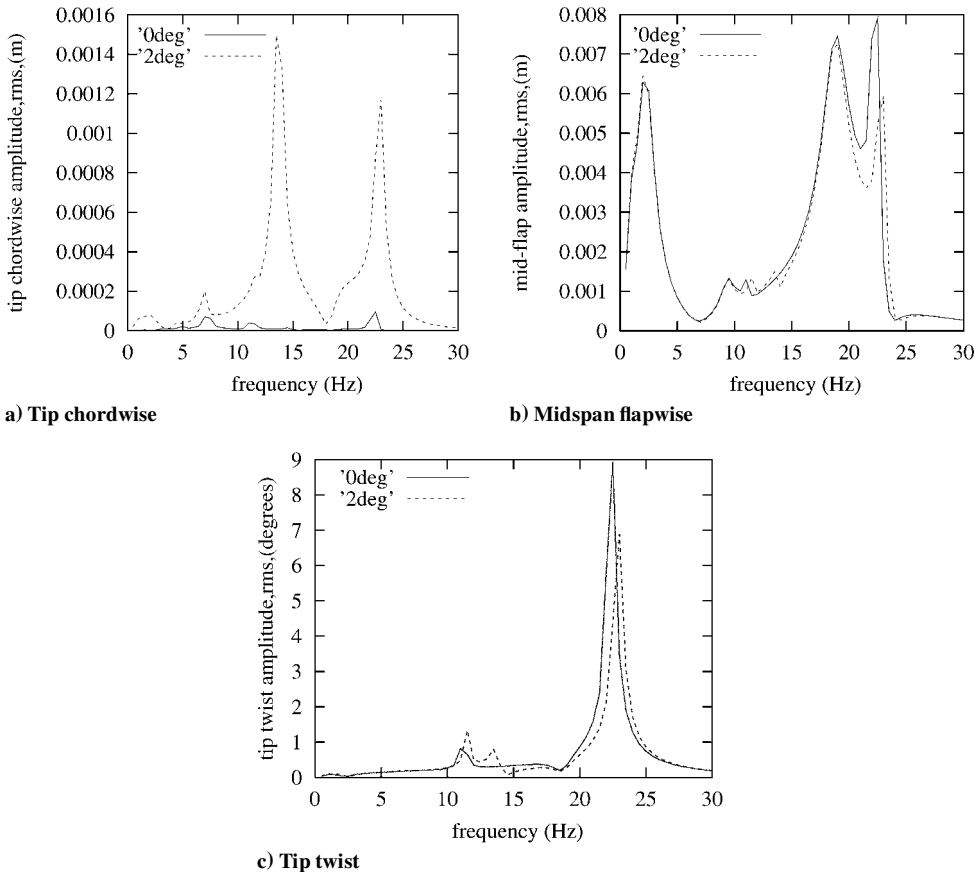 tip chordwise amplitude,rms,(m)
0.0016
0.0014
0.0012
0.001
0.0008
0.0006
0.0004
0.0002
0
'0deg'
'2deg'
0 5 10 15 20 25 30
frequency (Hz)
a) Tip chordwise
mid-flap amplitude,rms,(m)
0.008
0.007
0.006
0.005
0.004
0.003
0.002
0.001
0
'0deg'
'2deg'
0 5 10 15 20 25 30
frequency (Hz)
b) Midspan flapwise
tip twist amplitude,rms,(degrees)
9
8
7
6
5
4
3
2
1
0
'0deg'
'2deg'
0 5 10 15 20 25 30
frequency (Hz)
c) Tip twist